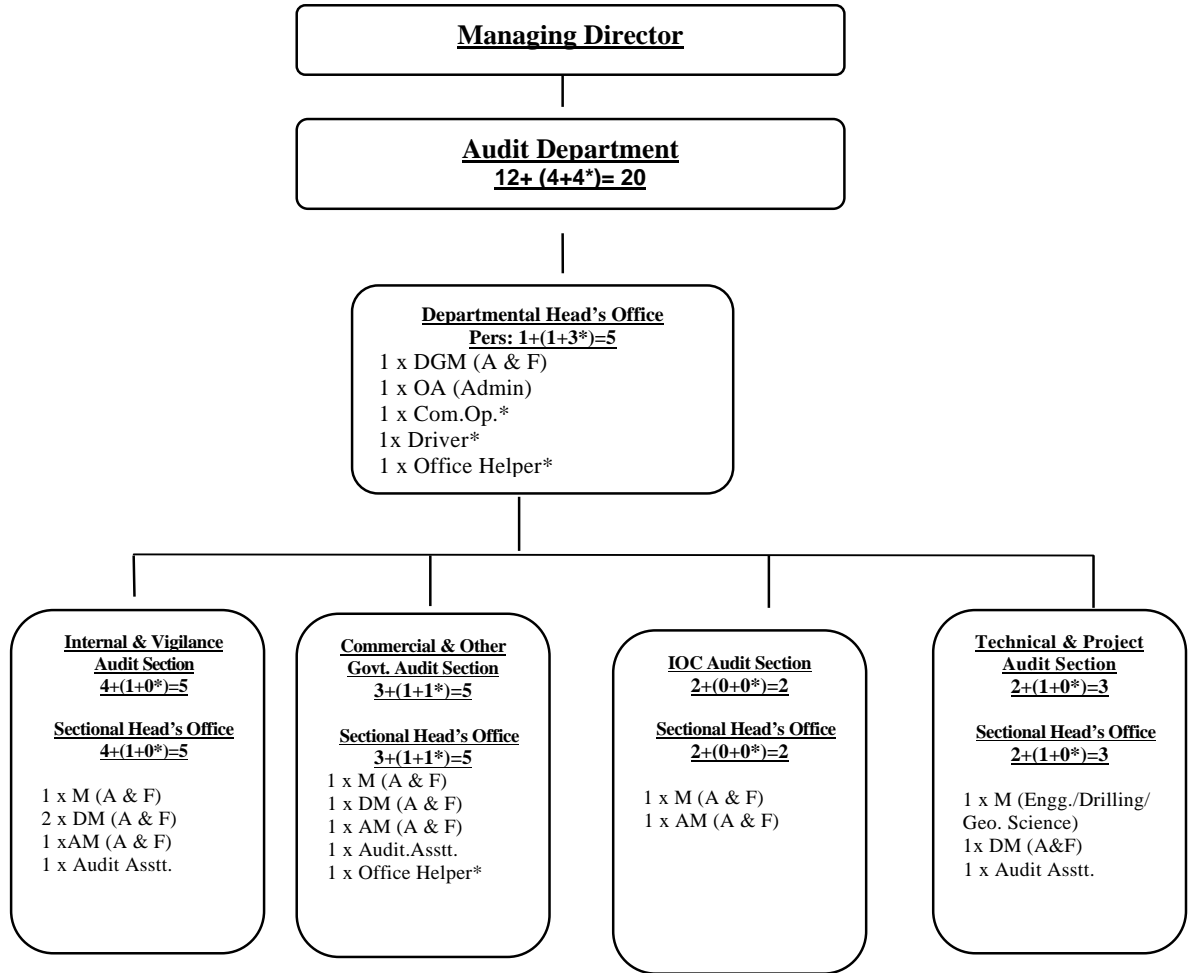 Managing Director
Audit Department
12+ (4+4*)= 20
Departmental Head’s Office
Pers: 1+(1+3*)=5
1 x DGM (A & F)
1 x OA (Admin)
1 x Com.Op.*
1x Driver*
1 x Office Helper*
Internal & Vigilance
Audit Section
4+(1+0*)=5
Sectional Head’s Office
4+(1+0*)=5
1 x M (A & F)
2 x DM (A & F)
1 xAM (A & F)
1 x Audit Asstt.
Commercial & Other
Govt. Audit Section
3+(1+1*)=5
Sectional Head’s Office
3+(1+1*)=5
1 x M (A & F)
1 x DM (A & F)
1 x AM (A & F)
1 x Audit.Asstt.
1 x Office Helper*
IOC Audit Section
2+(0+0*)=2
Sectional Head’s Office
2+(0+0*)=2
1 x M (A & F)
1 x AM (A & F)
Technical & Project
Audit Section
2+(1+0*)=3
Sectional Head’s Office
2+(1+0*)=3
1 x M (Engg./Drilling/
Geo. Science)
1x DM (A&F)
1 x Audit Asstt.